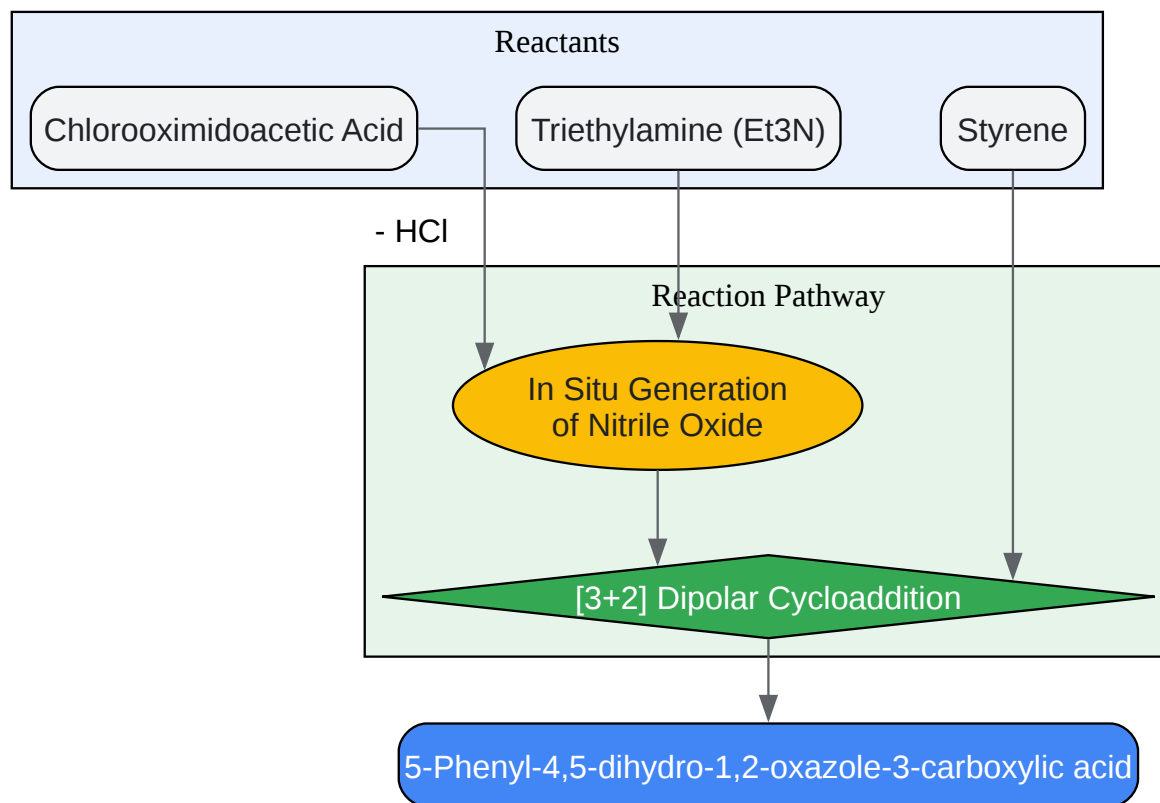 Reactants
Chlorooximidoacetic Acid
Triethylamine (Et3N)
Styrene
- HCl
Reaction Pathway
In Situ Generation
of Nitrile Oxide
[3+2] Dipolar Cycloaddition
5-Phenyl-4,5-dihydro-1,2-oxazole-3-carboxylic acid